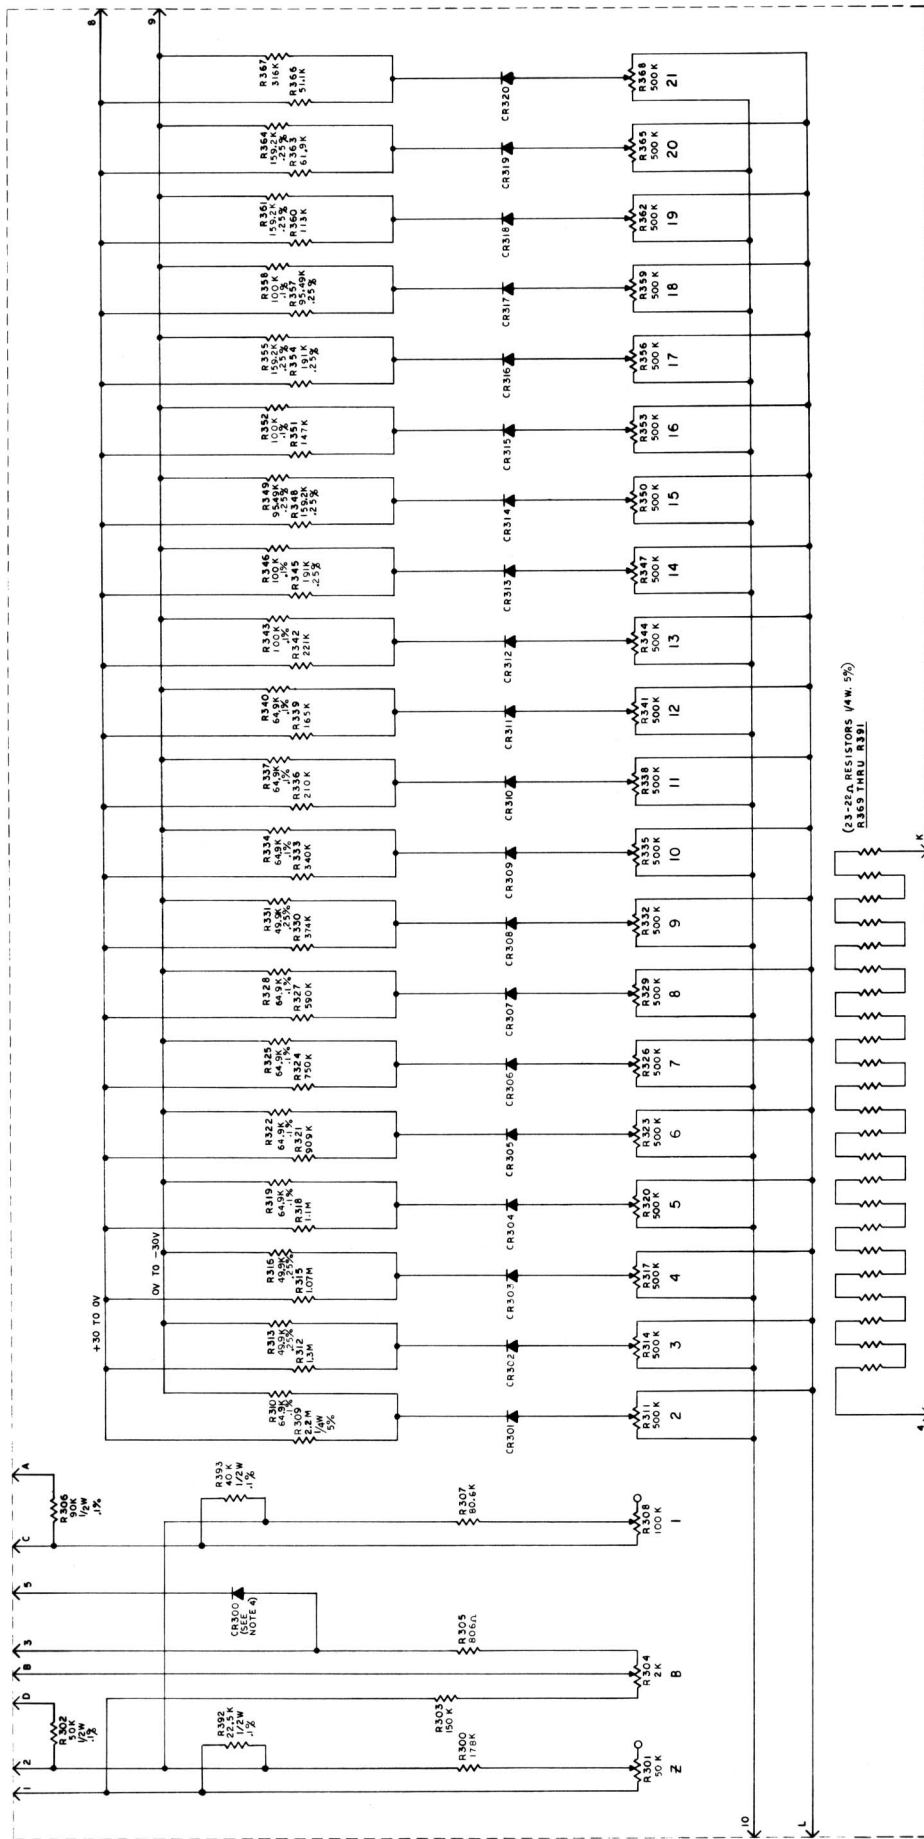 8
9
+30 TO 0V
0V TO -30V
R367
316K
R366
51.1K
CR320
R368
500K
21
R364
159.2K
.25%
R363
61.9K
CR319
R365
500K
20
R361
159.2K
.25%
R360
113K
CR318
R362
500K
19
R358
100K
.1%
R357
95.49K
.25%
CR317
R359
500K
18
R355
159.2K
.25%
R354
191K
.25%
CR316
R356
500K
17
R352
100K
.1%
R351
147K
CR315
R353
500K
16
R349
95.49K
.25%
R348
159.2K
.25%
CR314
R350
500K
15
R346
100K
.1%
R345
191K
.25%
CR313
R347
500K
14
R343
100K
.1%
R342
221K
CR312
R344
500K
13
R340
64.9K
.1%
R339
165K
CR311
R341
500K
12
R337
64.9K
.1%
R336
210K
CR310
R338
500K
11
R334
64.9K
.1%
R333
340K
CR309
R335
500K
10
R331
49.9K
.25%
R330
374K
CR308
R332
500K
9
R328
64.9K
.1%
R327
590K
CR307
R329
500K
8
R325
64.9K
.1%
R324
750K
CR306
R326
500K
7
R322
64.9K
.1%
R321
909K
CR305
R323
500K
6
R319
64.9K
.1%
R318
1.1M
CR304
R320
500K
5
R316
49.9K
.25%
R315
1.07M
CR303
R317
500K
4
R313
49.9K
.25%
R312
1.3M
CR302
R314
500K
3
R310
64.9K
.1%
R309
2.2M
1/4W
5%
CR301
R311
500K
2
A
R306
90K
1/2W
.1%
C
R393
40K
1/2W
.1%
R307
80.6K
R308
100K
1
5
CR300
(SEE
NOTE 4)
3
B
R305
806Ω
R304
2K
B
D
R302
50K
1/2W
.1%
2
1
R303
150K
R392
22.5K
1/2W
.1%
R300
178K
R301
50K
Z
10
L
(23-22Ω RESISTORS 1/4W. 5%)
R369 THRU R391
K
4